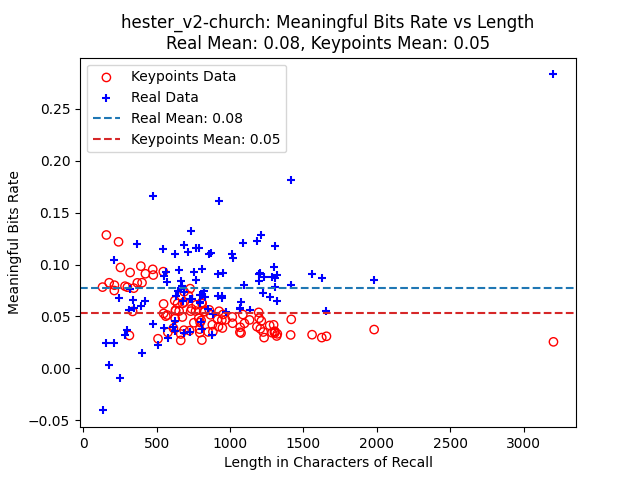 hester_v2-church: Meaningful Bits Rate vs Length
Real Mean: 0.08, Keypoints Mean: 0.05
Keypoints Data
Real Data
Real Mean: 0.08
Keypoints Mean: 0.05
Meaningful Bits Rate
0.25
0.20
0.15
0.10
0.05
0.00
−0.05
0
500
1000
1500
2000
2500
3000
Length in Characters of Recall